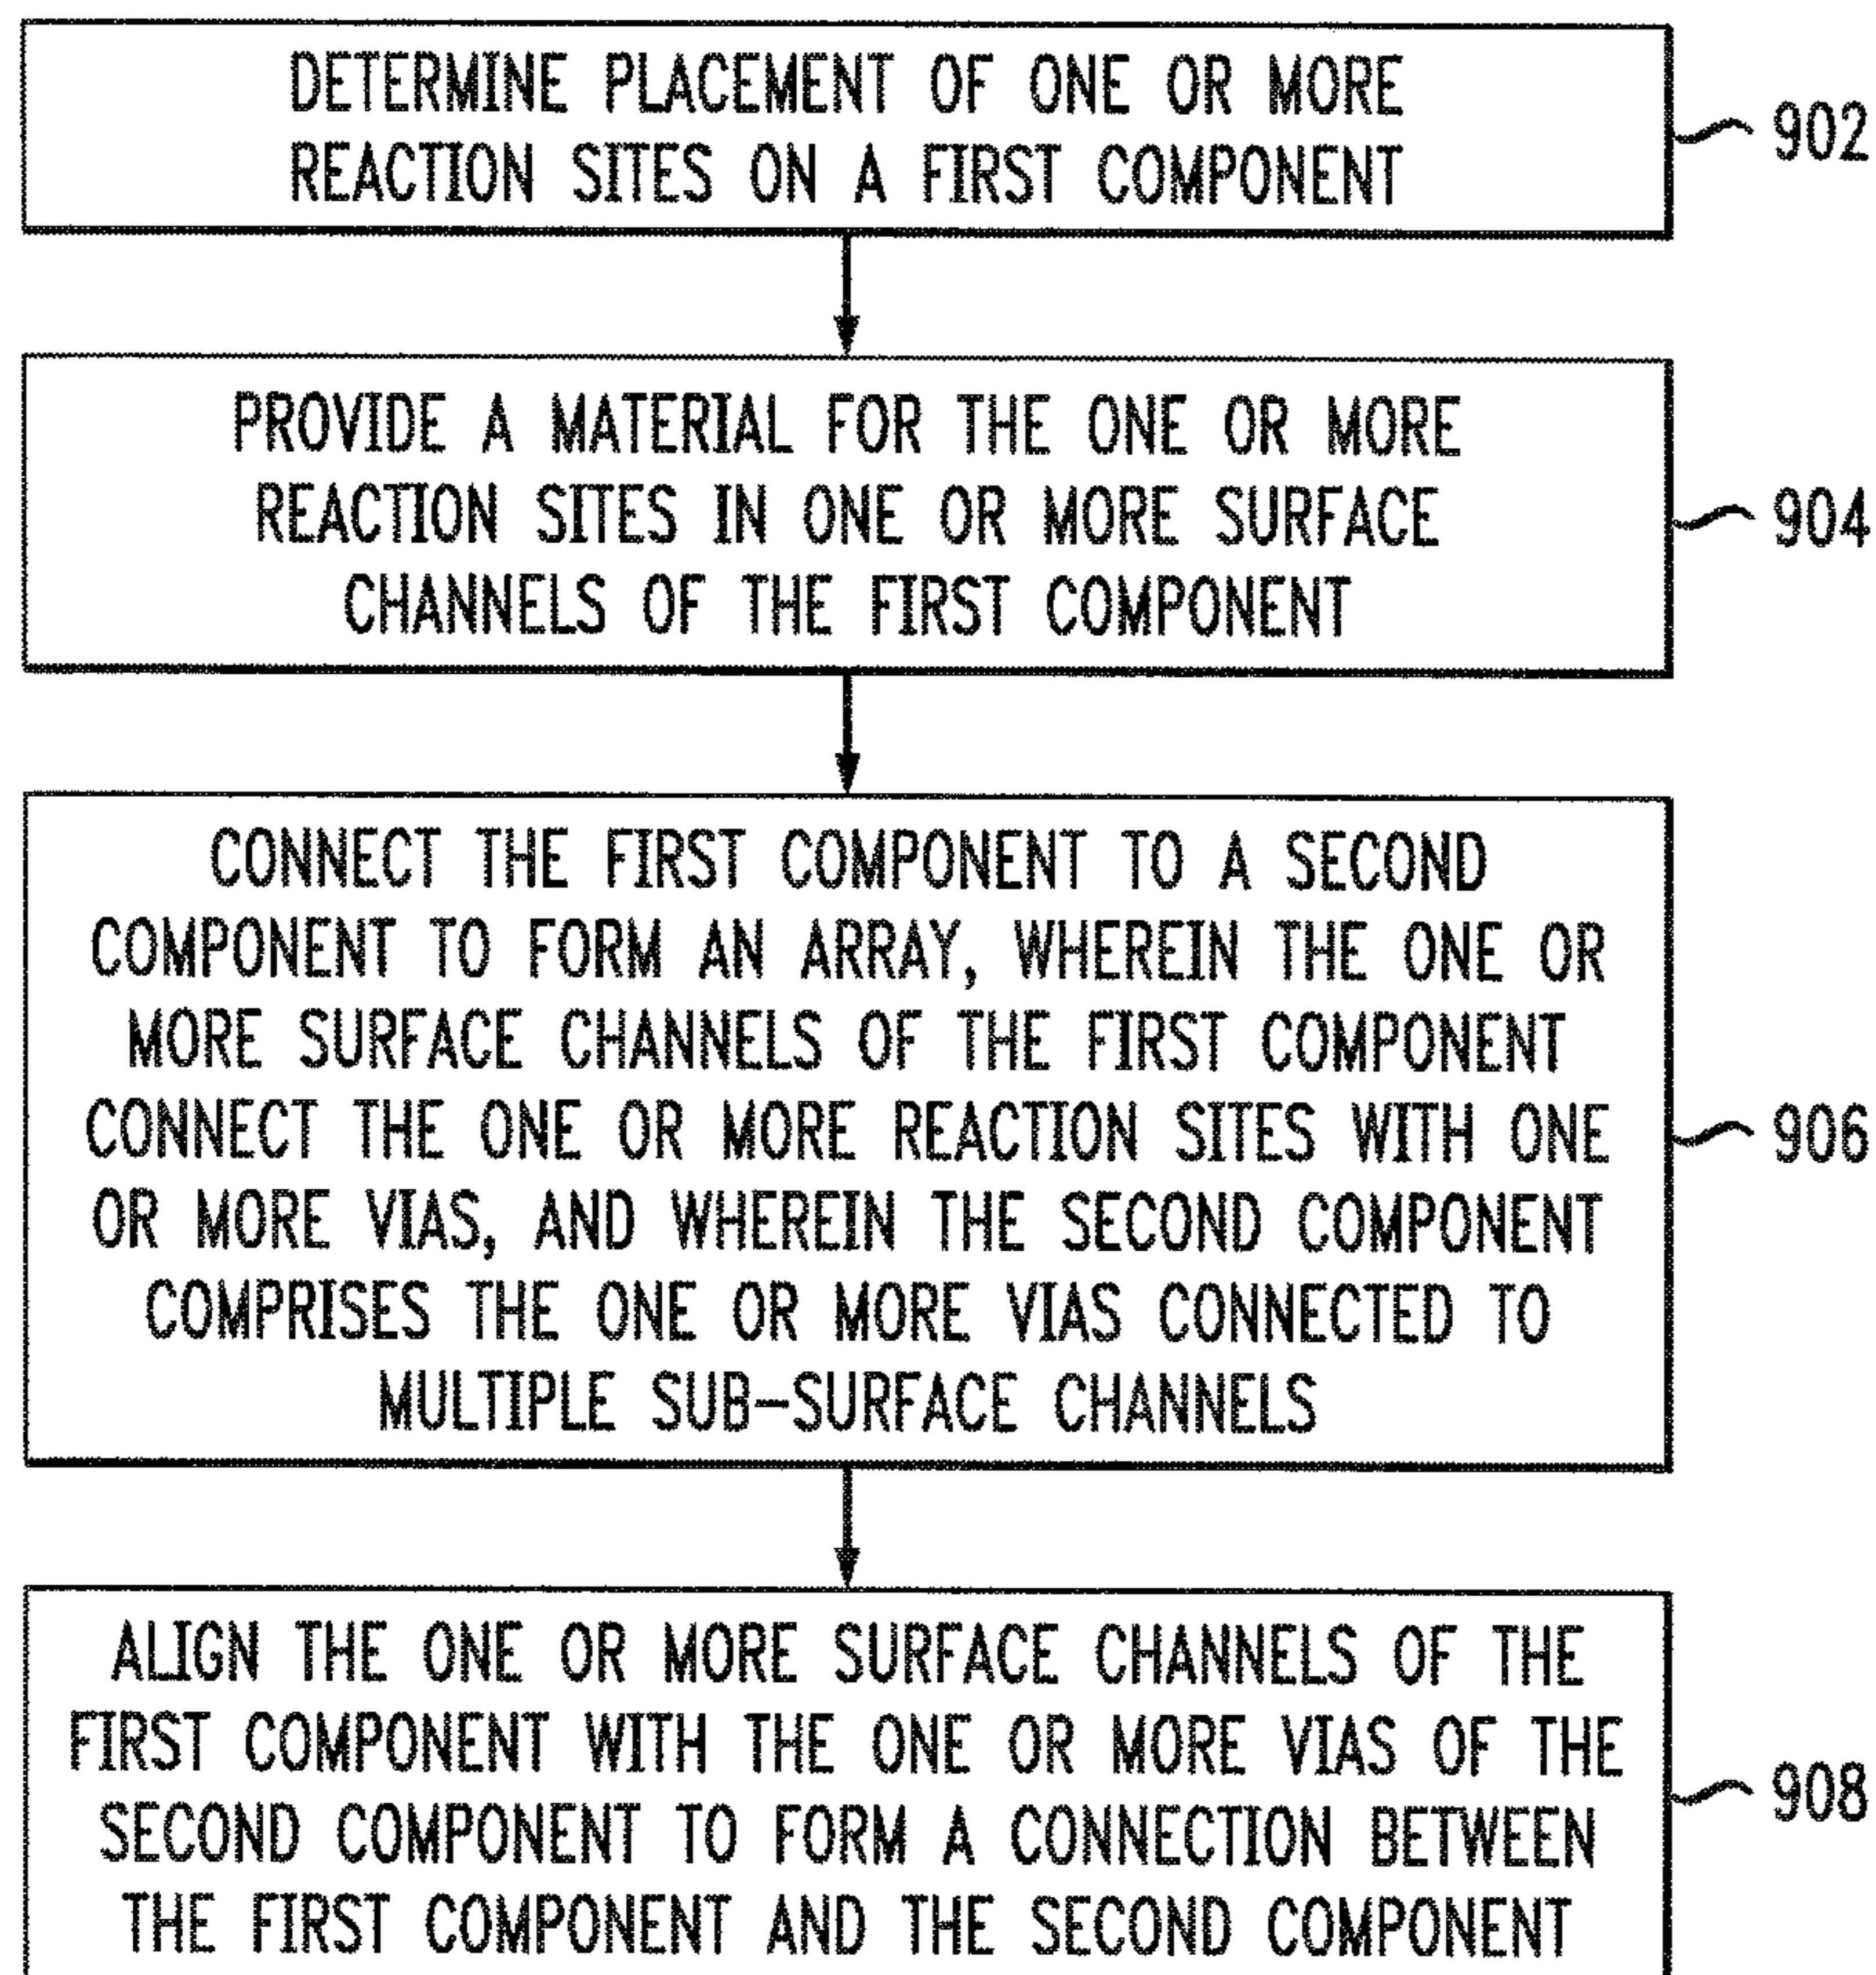 DETERMINE PLACEMENT OF ONE OR MORE
REACTION SITES ON A FIRST COMPONENT
902
PROVIDE A MATERIAL FOR THE ONE OR MORE
REACTION SITES IN ONE OR MORE SURFACE
CHANNELS OF THE FIRST COMPONENT
904
CONNECT THE FIRST COMPONENT TO A SECOND
COMPONENT TO FORM AN ARRAY, WHEREIN THE ONE OR
MORE SURFACE CHANNELS OF THE FIRST COMPONENT
CONNECT THE ONE OR MORE REACTION SITES WITH ONE
OR MORE VIAS, AND WHEREIN THE SECOND COMPONENT
COMPRISES THE ONE OR MORE VIAS CONNECTED TO
MULTIPLE SUB-SURFACE CHANNELS
906
ALIGN THE ONE OR MORE SURFACE CHANNELS OF THE
FIRST COMPONENT WITH THE ONE OR MORE VIAS OF THE
SECOND COMPONENT TO FORM A CONNECTION BETWEEN
THE FIRST COMPONENT AND THE SECOND COMPONENT
908